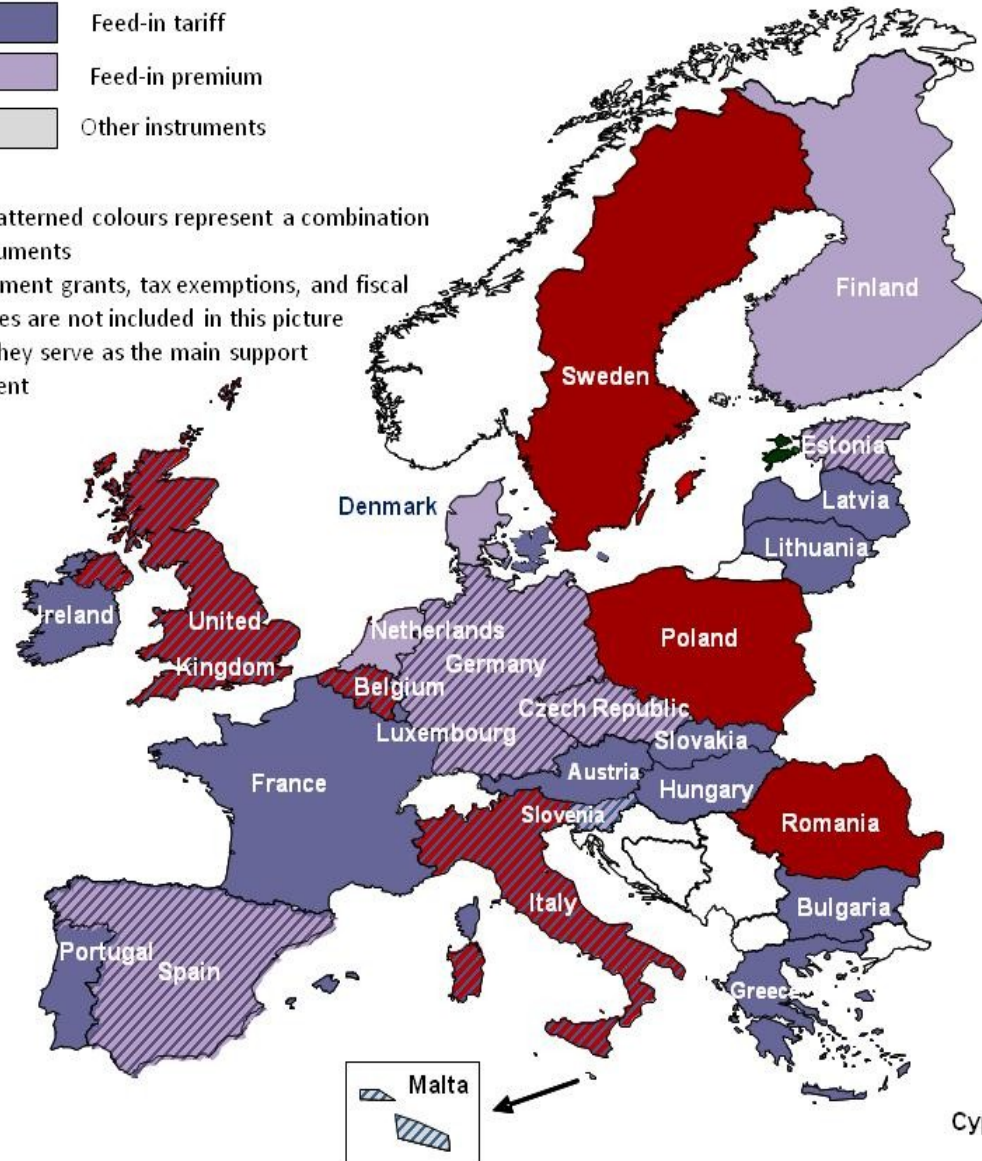 Feed-in tariff
Feed-in premium
Other instruments
atterned colours represent a combination
uments
ment grants, tax exemptions, and fiscal
es are not included in this picture
hey serve as the main support
ent
Finland
Sweden
Estonia
Denmark
Latvia
Lithuania
Ireland
United
Kingdom
Netherlands
Poland
Germany
Belgium
Czech Republic
Luxembourg
Slovakia
Austria
France
Hungary
Slovenia
Romania
Italy
Bulgaria
Portugal
Spain
Greece
Malta
Cyp